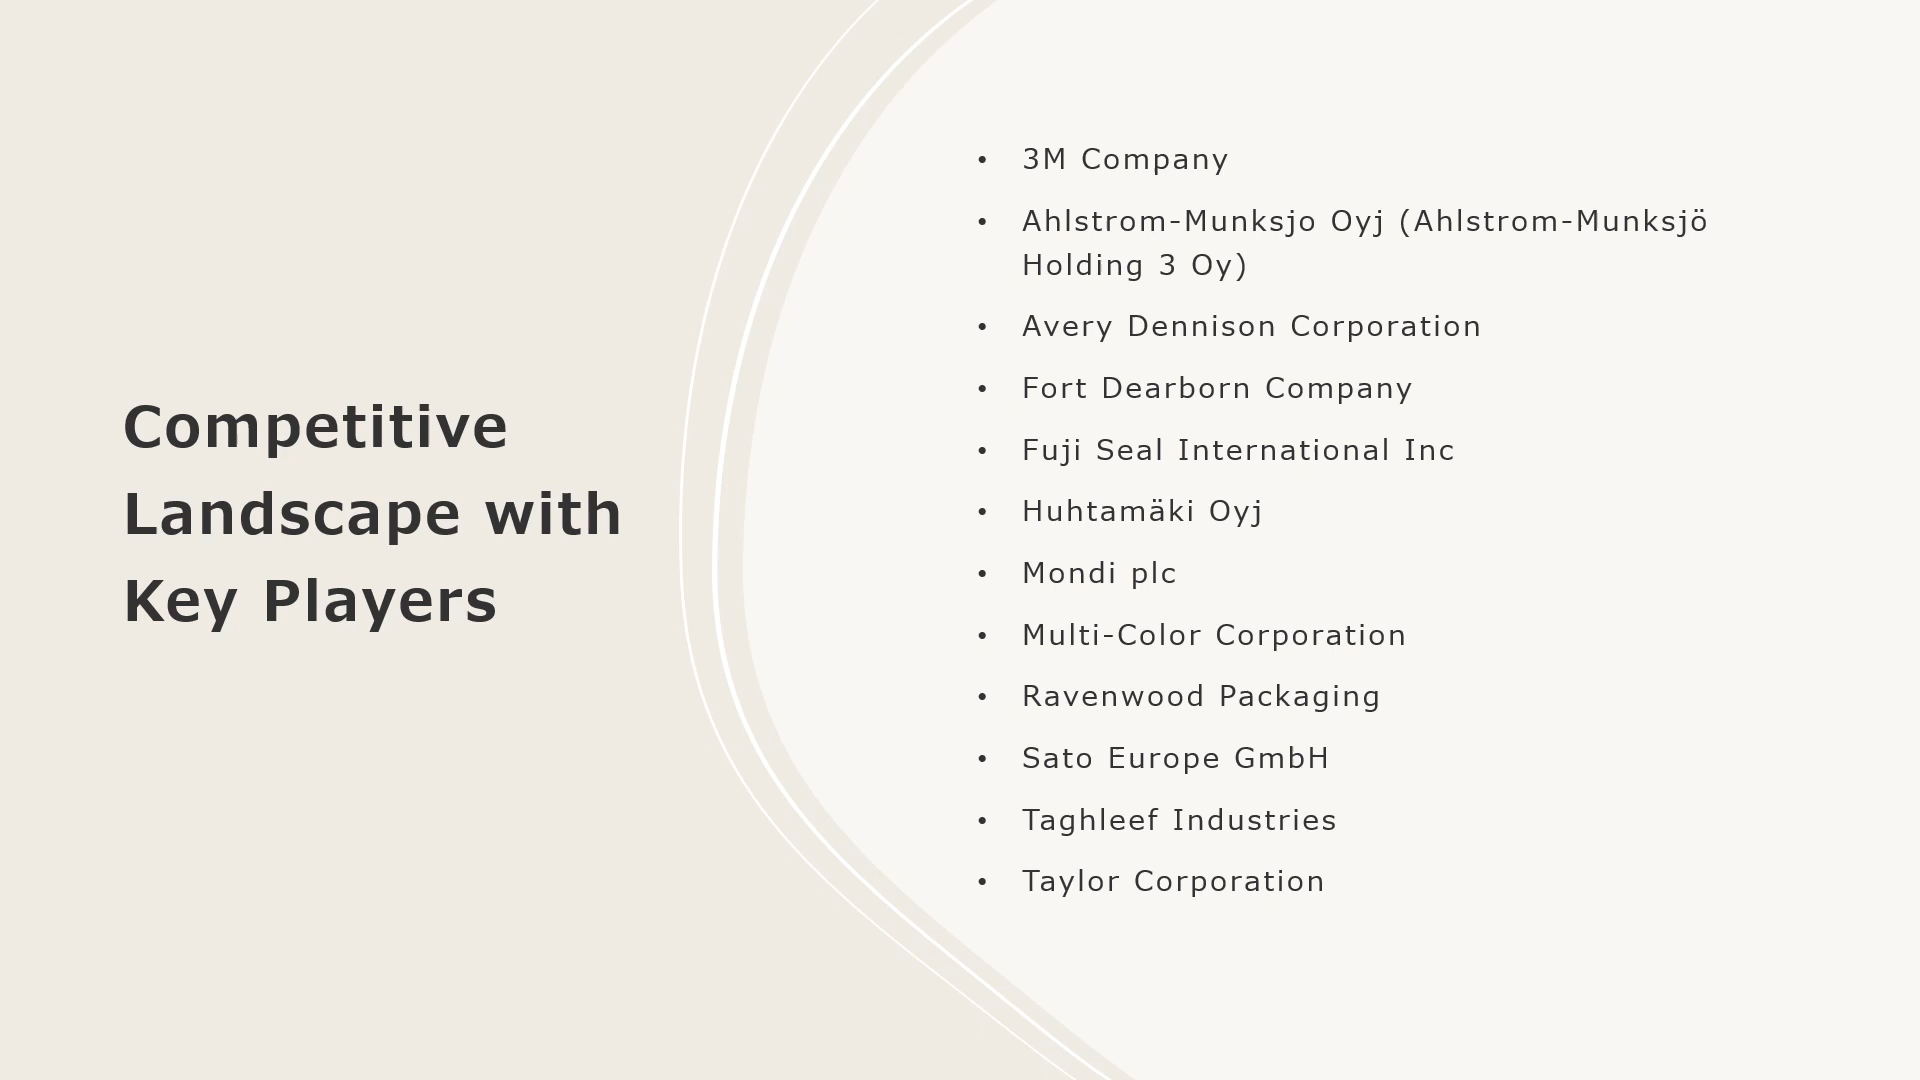 Competitive
Landscape with
Key Players
• 3M Company
• Ahlstrom-Munksjo Oyj (Ahlstrom-Munksjö
Holding 3 Oy)
• Avery Dennison Corporation
• Fort Dearborn Company
• Fuji Seal International Inc
• Huhtamäki Oyj
• Mondi plc
• Multi-Color Corporation
• Ravenwood Packaging
• Sato Europe GmbH
• Taghleef Industries
• Taylor Corporation